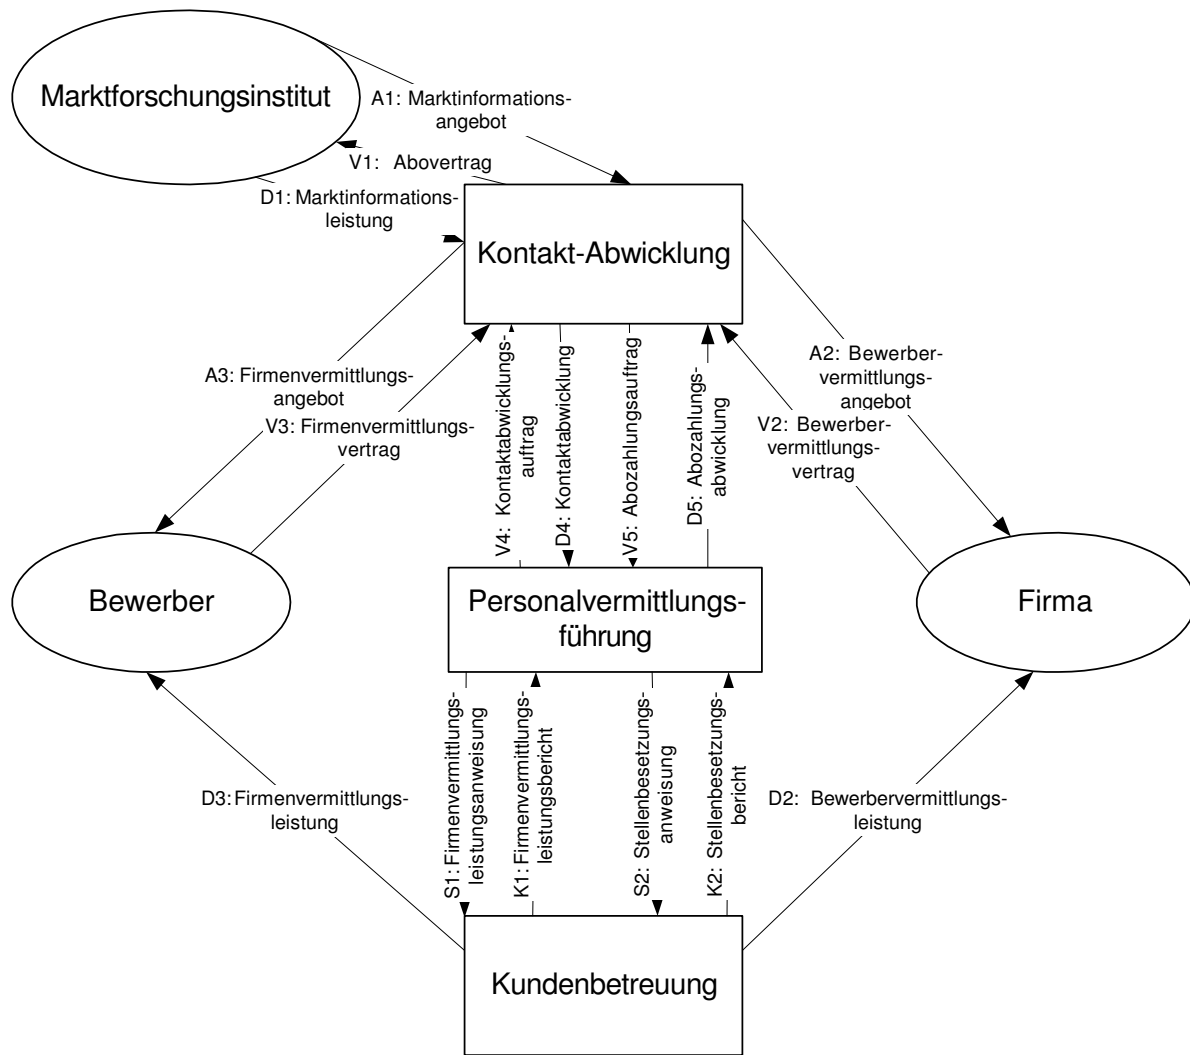 Marktforschungsinstitut
A1: Marktinformations-
angebot
V1: Abovertrag
D1: Marktinformations-
leistung
Kontakt-Abwicklung
A3: Firmenvermittlungs-
angebot
V3: Firmenvermittlungs-
vertrag
V4: Kontaktabwicklungs-
auftrag
D4: Kontaktabwicklung
V5: Abozahlungsauftrag
D5: Abozahlungs-
abwicklung
A2: Bewerber-
vermittlungs-
angebot
V2: Bewerber-
vermittlungs-
vertrag
Bewerber
Personalvermittlungs-
führung
Firma
S1: Firmenvermittlungs-
leistungsanweisung
K1: Firmenvermittlungs-
leistungsbericht
S2: Stellenbesetzungs-
anweisung
K2: Stellenbesetzungs-
bericht
D3: Firmenvermittlungs-
leistung
D2: Bewerbervermittlungs-
leistung
Kundenbetreuung